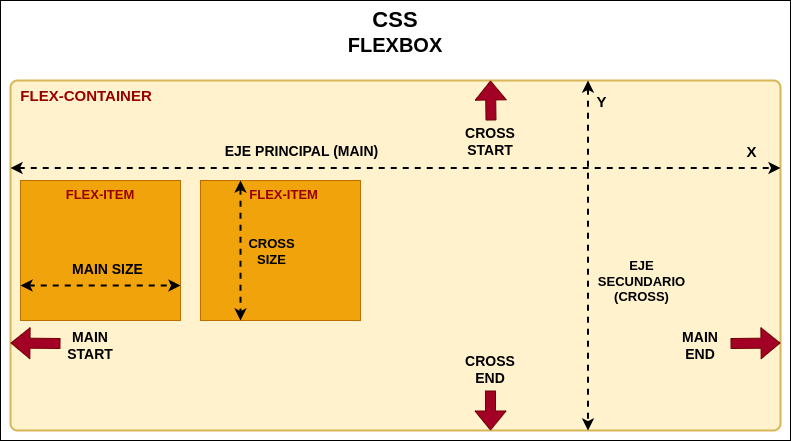 CSS
FLEXBOX
FLEX-CONTAINER
Y
CROSS
START
EJE PRINCIPAL (MAIN)
X
FLEX-ITEM
FLEX-ITEM
CROSS
SIZE
MAIN SIZE
EJE
SECUNDARIO
(CROSS)
MAIN
START
MAIN
END
CROSS
END